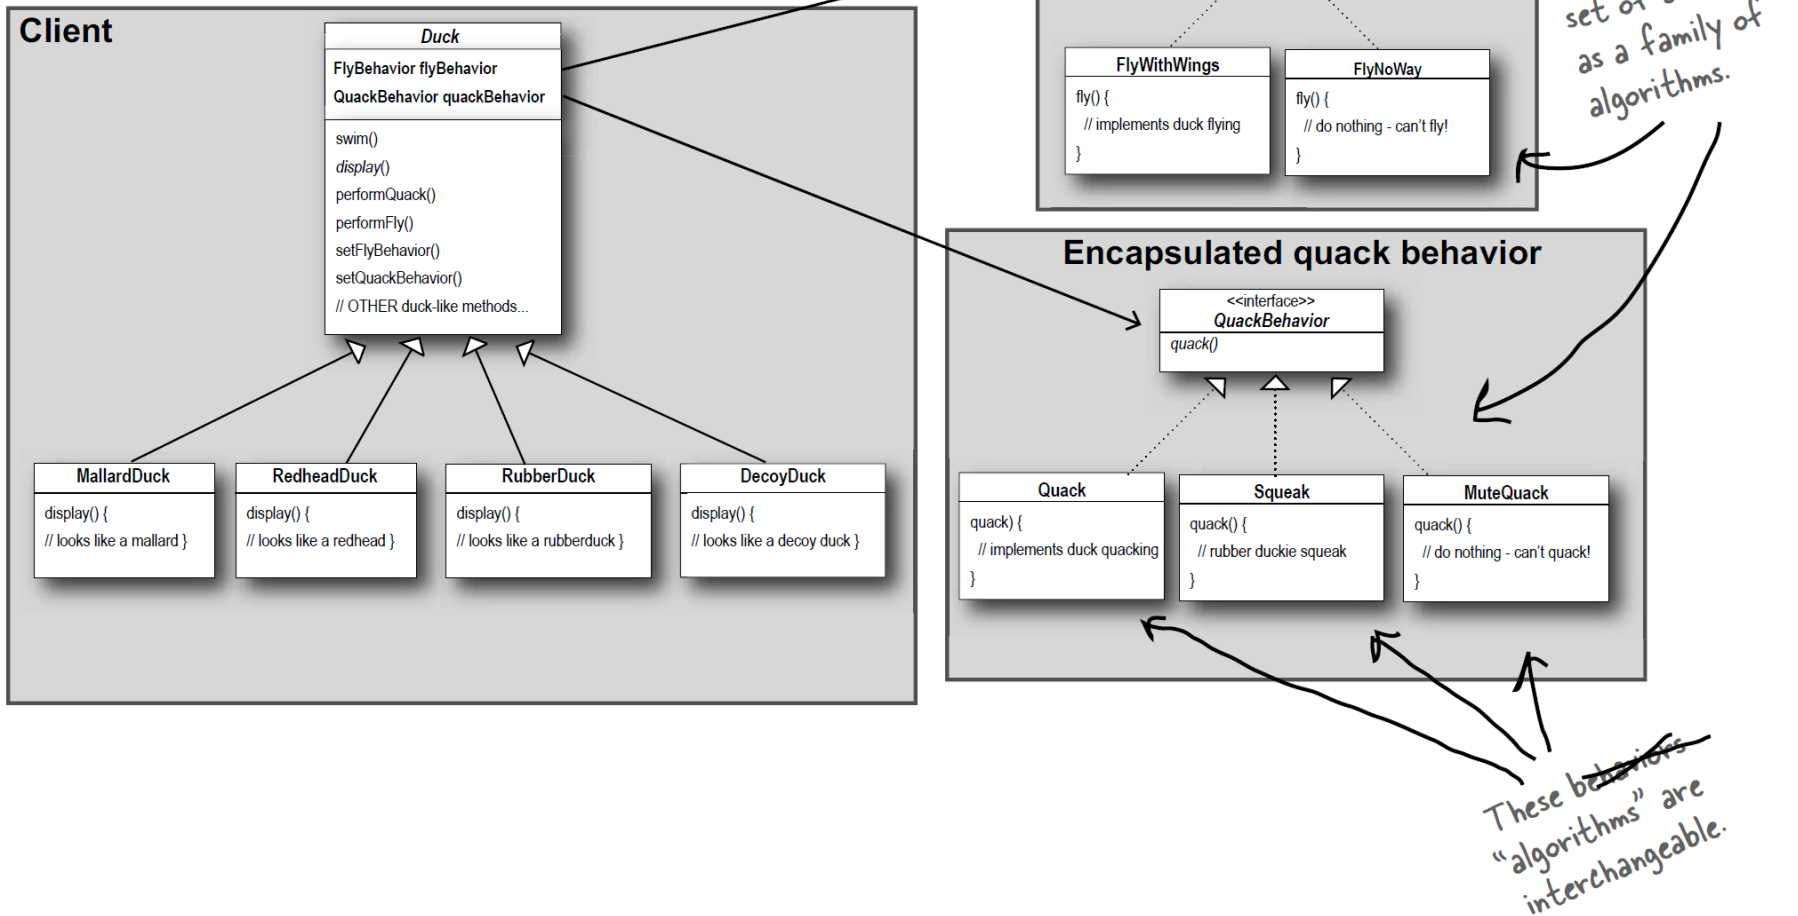 Client
Duck
FlyBehavior flyBehavior
QuackBehavior quackBehavior
swim()
display()
performQuack()
performFly()
setFlyBehavior()
setQuackBehavior()
// OTHER duck-like methods...
MallardDuck
display() {
// looks like a mallard }
RedheadDuck
display() {
// looks like a redhead }
RubberDuck
display() {
// looks like a rubberduck }
DecoyDuck
display() {
// looks like a decoy duck }
FlyWithWings
fly() {
// implements duck flying
}
FlyNoWay
fly() {
// do nothing - can't fly!
}
set of
as a family of
algorithms.
Encapsulated quack behavior
<<interface>>
QuackBehavior
quack()
Quack
quack) {
// implements duck quacking
}
Squeak
quack() {
// rubber duckie squeak
}
MuteQuack
quack() {
// do nothing - can't quack!
}
These behaviors
“algorithms” are
interchangeable.